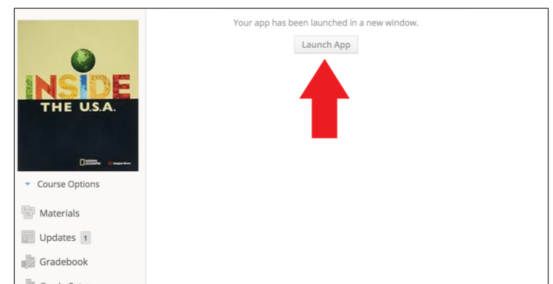 Your app has been launched in a new window.
Launch App
INSIDE
THE U.S.A.
Course Options
Materials
Updates 1
Gradebook